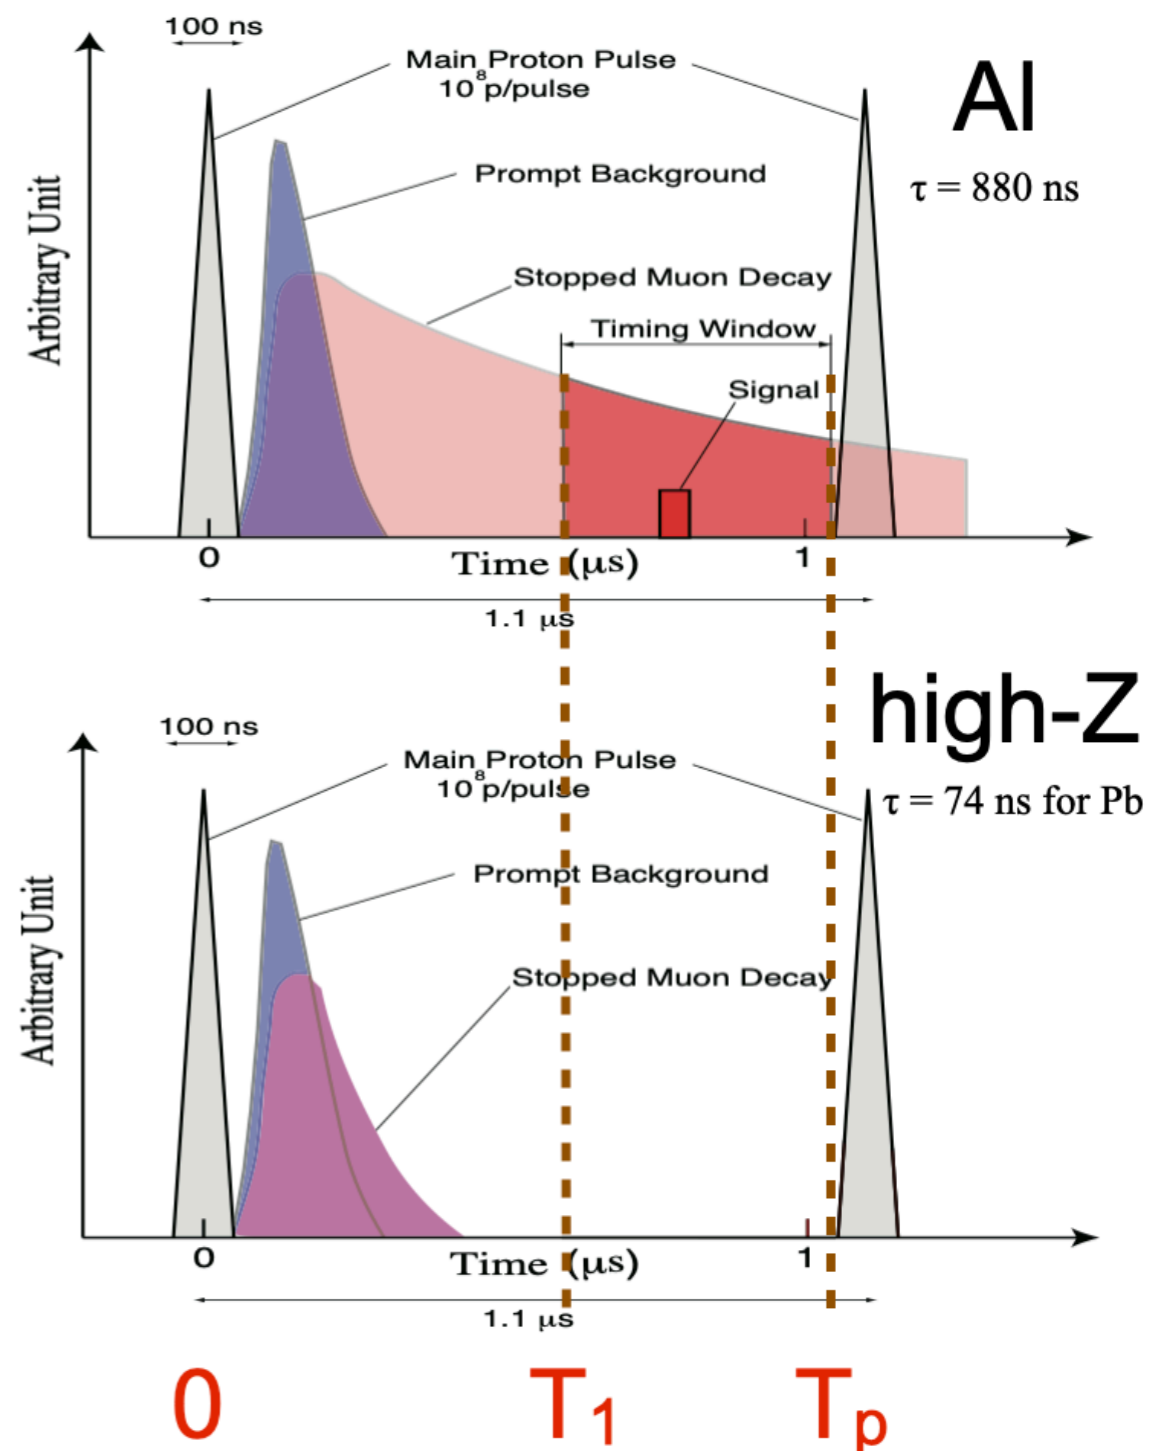 100 ns
Main Proton Pulse
10⁸p/pulse
Al
Prompt Background
τ = 880 ns
Arbitrary Unit
Stopped Muon Decay
Timing Window
Signal
0
1
Time (μs)
1.1 μs
high-Z
100 ns
Main Proton Pulse
10⁸p/pulse
τ = 74 ns for Pb
Prompt Background
Arbitrary Unit
Stopped Muon Decay
0
1
Time (μs)
1.1 μs
0
T₁
Tₚ